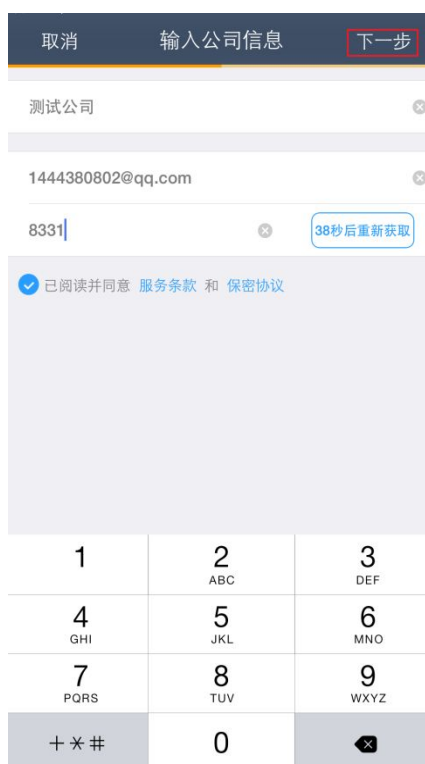 取消 输入公司信息 下一步
测试公司
1444380802@qq.com
8331 38秒后重新获取
已阅读并同意 服务条款 和 保密协议
1 2 3
ABC DEF
4 5 6
GHI JKL MNO
7 8 9
PQRS TUV WXYZ
+*# 0